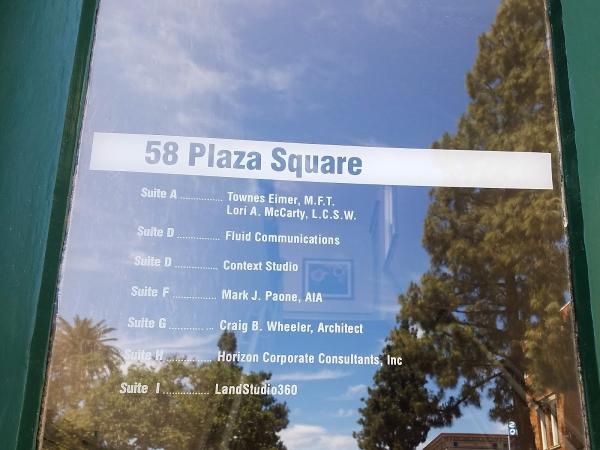 58 Plaza Square
Suite A ............... Townes Eimer, M.F.T.
Lori A. McCarty, L.C.S.W.
Suite D ............... Fluid Communications
Suite D ............... Context Studio
Suite F ............... Mark J. Paone, AIA
Suite G ............... Craig B. Wheeler, Architect
Suite H ............... Horizon Corporate Consultants, Inc
Suite I ................ LandStudio360